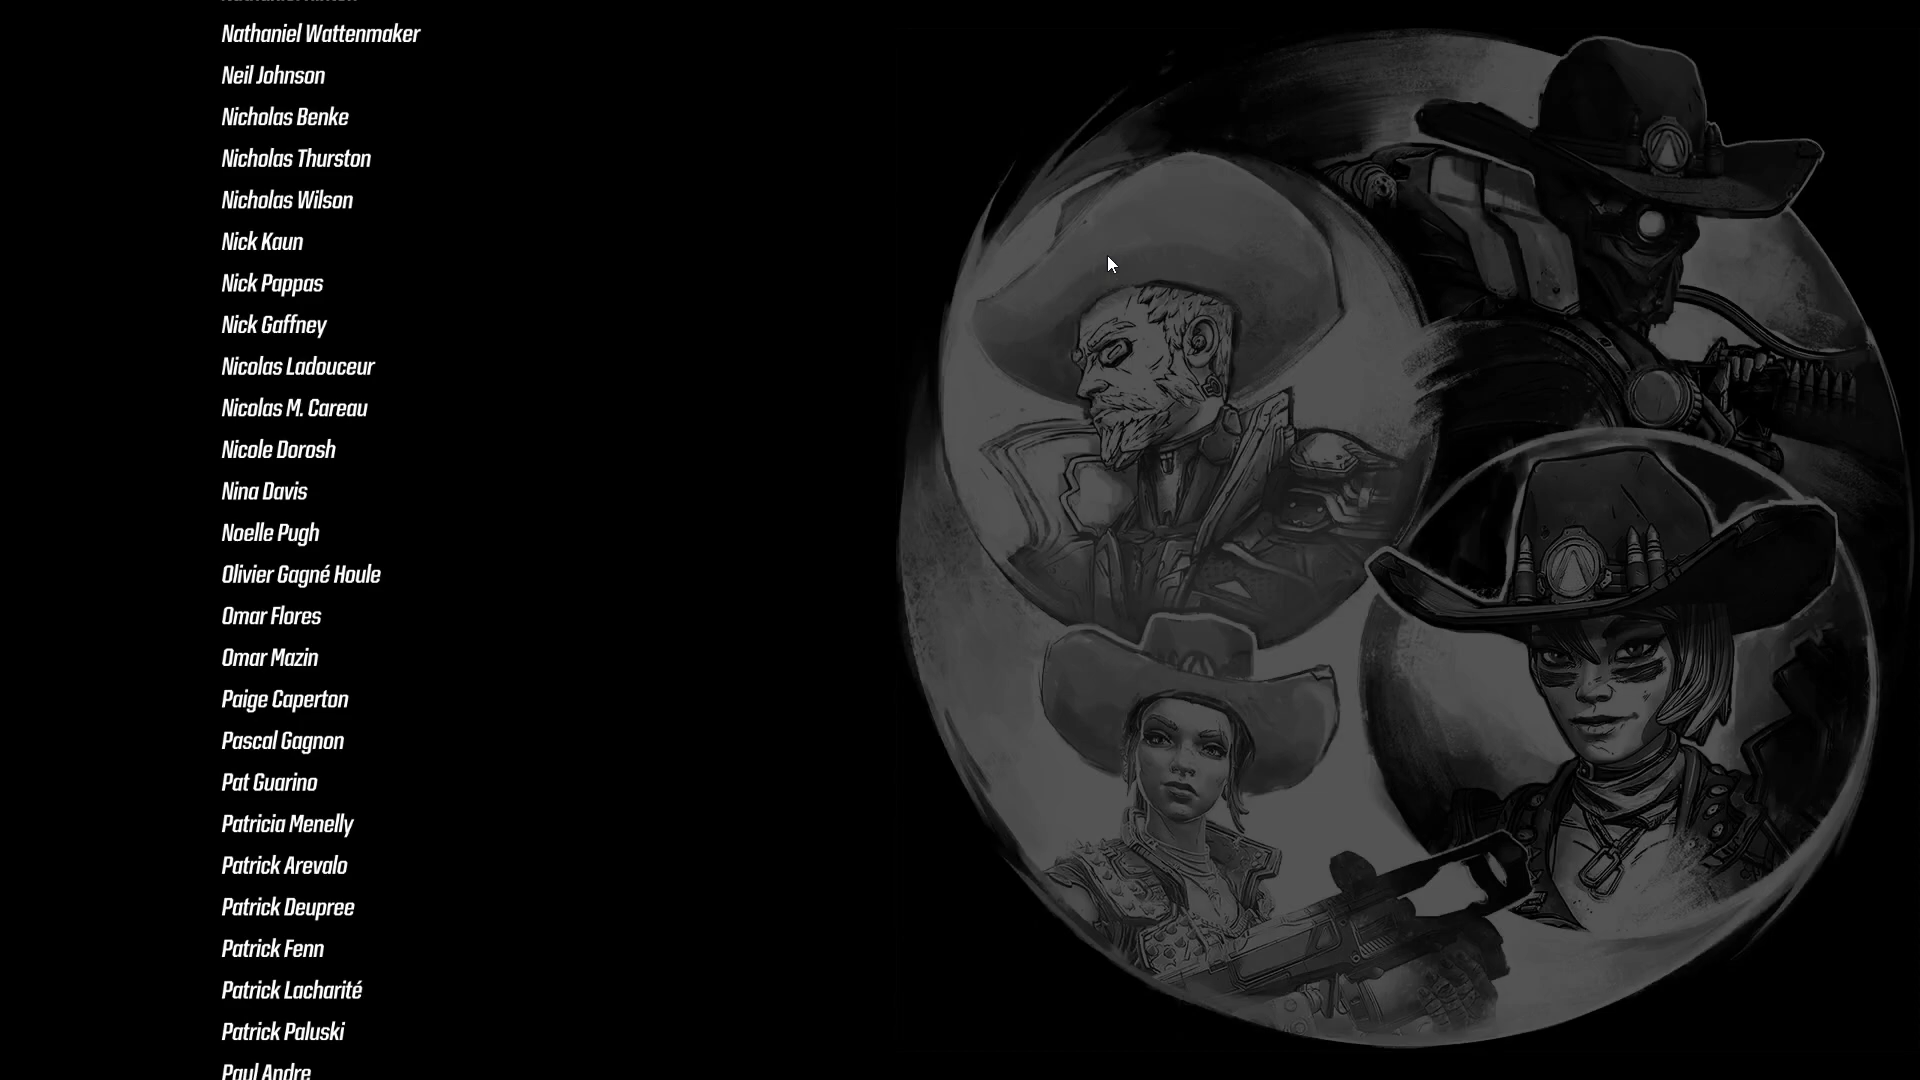 Nathaniel Wattenmaker
Neil Johnson
Nicholas Benke
Nicholas Thurston
Nicholas Wilson
Nick Kaun
Nick Pappas
Nick Gaffney
Nicolas Ladouceur
Nicolas M. Careau
Nicole Dorosh
Nina Davis
Noelle Pugh
Olivier Gagné Houle
Omar Flores
Omar Mazin
Paige Caperton
Pascal Gagnon
Pat Guarino
Patricia Menelly
Patrick Arevalo
Patrick Deupree
Patrick Fenn
Patrick Lacharité
Patrick Paluski
Paul Andre